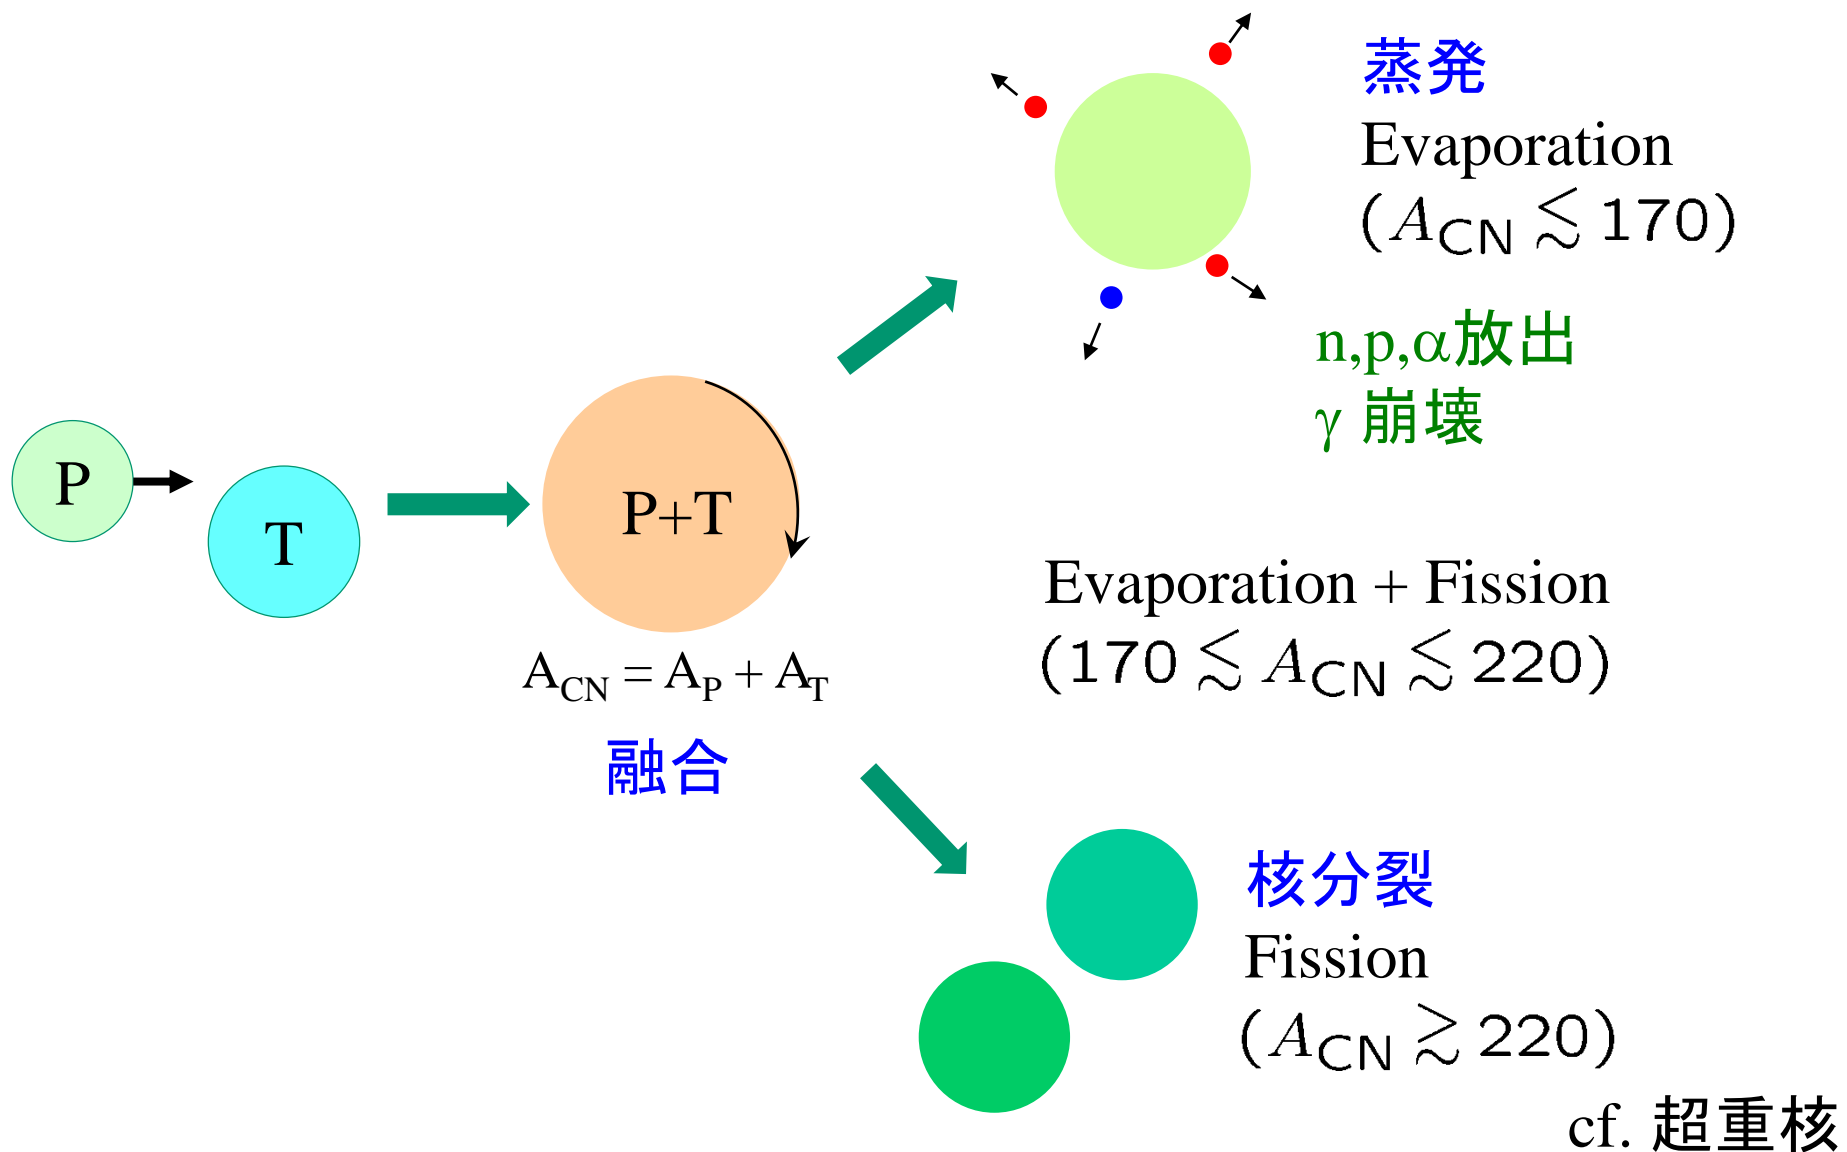 P
T
P+T
A_CN = A_P + A_T
融合
蒸発
Evaporation
(A_CN ≲ 170)
n,p,α放出
γ 崩壊
Evaporation + Fission
(170 ≲ A_CN ≲ 220)
核分裂
Fission
(A_CN ≳ 220)
cf. 超重核